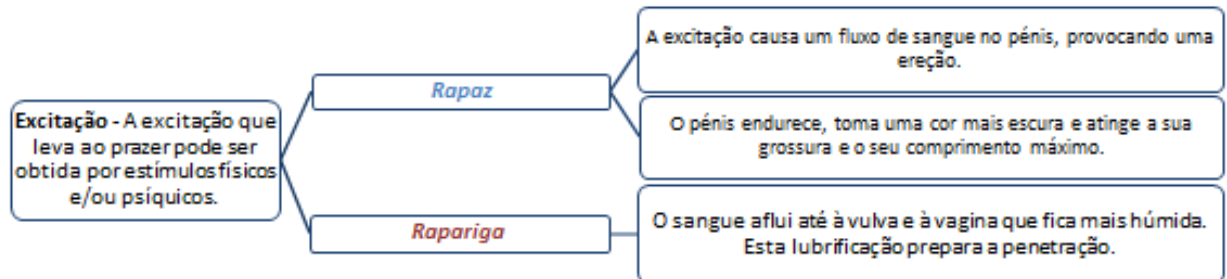 Excitação - A excitação que
leva ao prazer pode ser
obtida por estímulos físicos
e/ou psíquicos.
Rapaz
A excitação causa um fluxo de sangue no pénis, provocando uma
ereção.
O pénis endurece, toma uma cor mais escura e atinge a sua
grossura e o seu comprimento máximo.
Rapariga
O sangue aflui até à vulva e à vagina que fica mais húmida.
Esta lubrificação prepara a penetração.